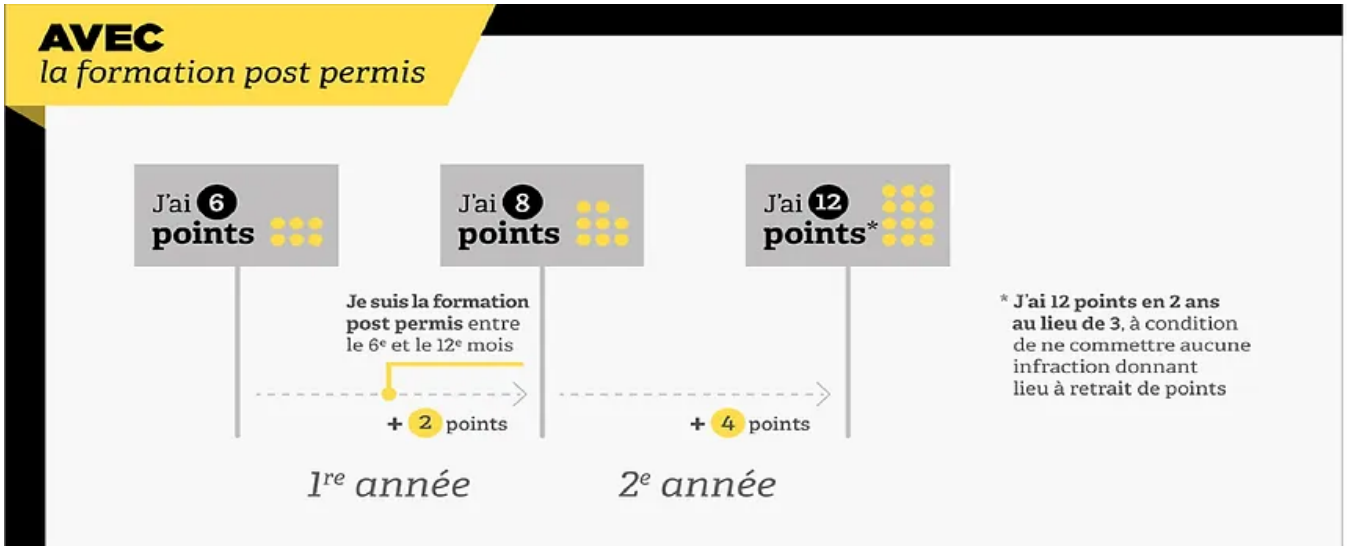 AVEC
la formation post permis
J'ai 6
points
J'ai 8
points
J'ai 12
points*
Je suis la formation
post permis entre
le 6e et le 12e mois
+ 2 points
+ 4 points
1re année
2e année
* J'ai 12 points en 2 ans
au lieu de 3, à condition
de ne commettre aucune
infraction donnant
lieu à retrait de points